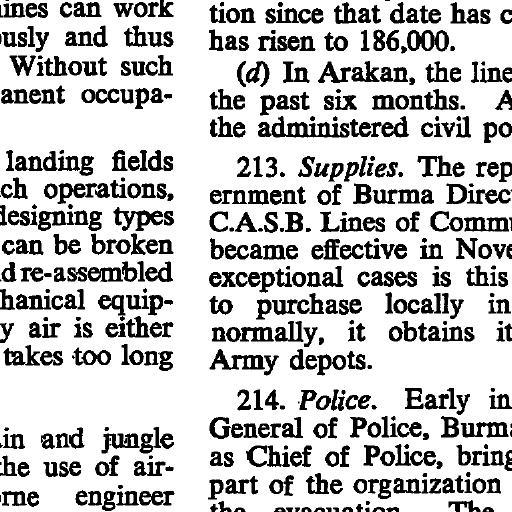 ines can work
ously and thus
Without such
anent occupa-
landing fields
ch operations,
designing types
can be broken
d re-assembled
hanical equip-
y air is either
takes too long
in and jungle
the use of air-
rne engineer
tion since that date has c
has risen to 186,000.
(d) In Arakan, the line
the past six months. A
the administered civil po
213. Supplies. The rep
ernment of Burma Direc
C.A.S.B. Lines of Commu
became effective in Nove
exceptional cases is this
to purchase locally in
normally, it obtains it
Army depots.
214. Police. Early in
General of Police, Burma
as Chief of Police, bring
part of the organization
the evacuation. The